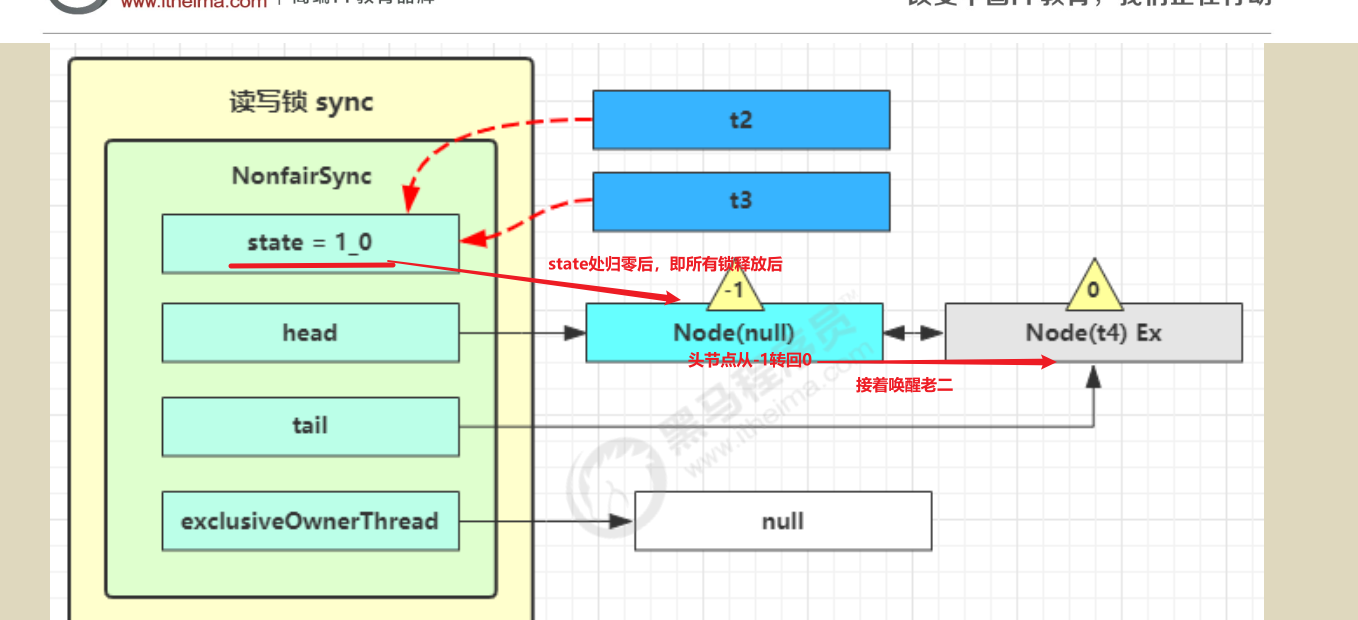 www.itheima.com
读写锁 sync
t2
NonfairSync
t3
state = 1_0
state处归零后，即所有锁释放后
-1
0
head
Node(null)
Node(t4) Ex
头节点从-1转回0
接着唤醒老二
tail
黑马程序员
www.itheima.com
exclusiveOwnerThread
null